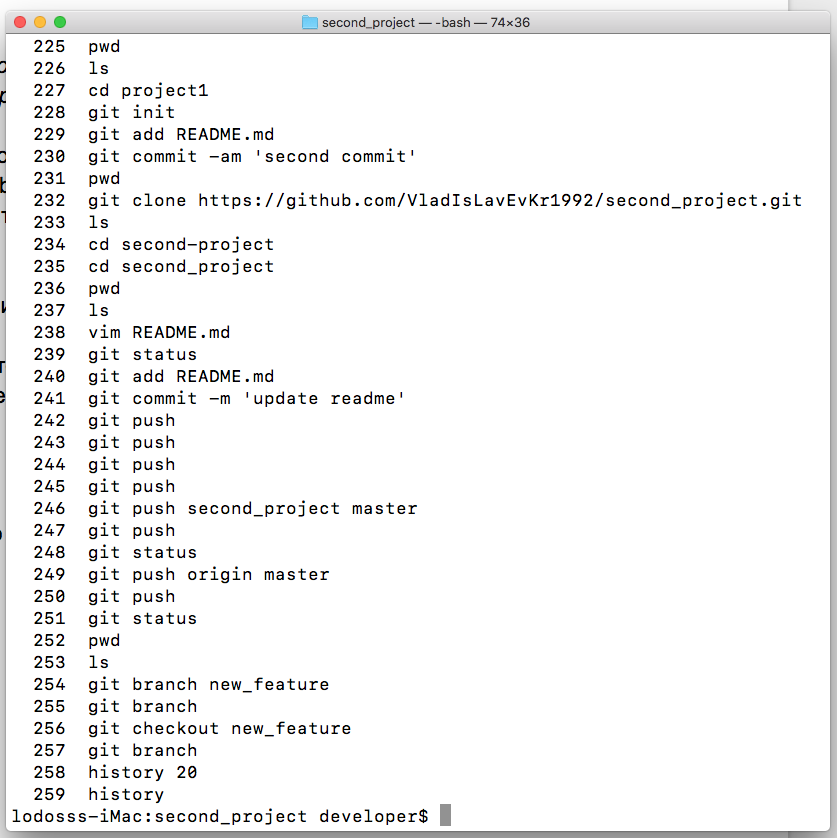 second_project — -bash — 74×36
225 pwd
226 ls
227 cd project1
228 git init
229 git add README.md
230 git commit -am 'second commit'
231 pwd
232 git clone https://github.com/VladIsLavEvKr1992/second_project.git
233 ls
234 cd second-project
235 cd second_project
236 pwd
237 ls
238 vim README.md
239 git status
240 git add README.md
241 git commit -m 'update readme'
242 git push
243 git push
244 git push
245 git push
246 git push second_project master
247 git push
248 git status
249 git push origin master
250 git push
251 git status
252 pwd
253 ls
254 git branch new_feature
255 git branch
256 git checkout new_feature
257 git branch
258 history 20
259 history
lodosss-iMac:second_project developer$